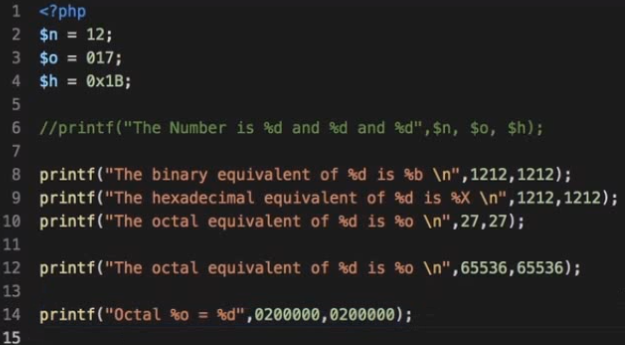 1 <?php
2 $n = 12;
3 $o = 017;
4 $h = 0x1B;
5
6 //printf("The Number is %d and %d and %d",$n, $o, $h);
7
8 printf("The binary equivalent of %d is %b \n",1212,1212);
9 printf("The hexadecimal equivalent of %d is %X \n",1212,1212);
10 printf("The octal equivalent of %d is %o \n",27,27);
11
12 printf("The octal equivalent of %d is %o \n",65536,65536);
13
14 printf("Octal %o = %d",0200000,0200000);
15